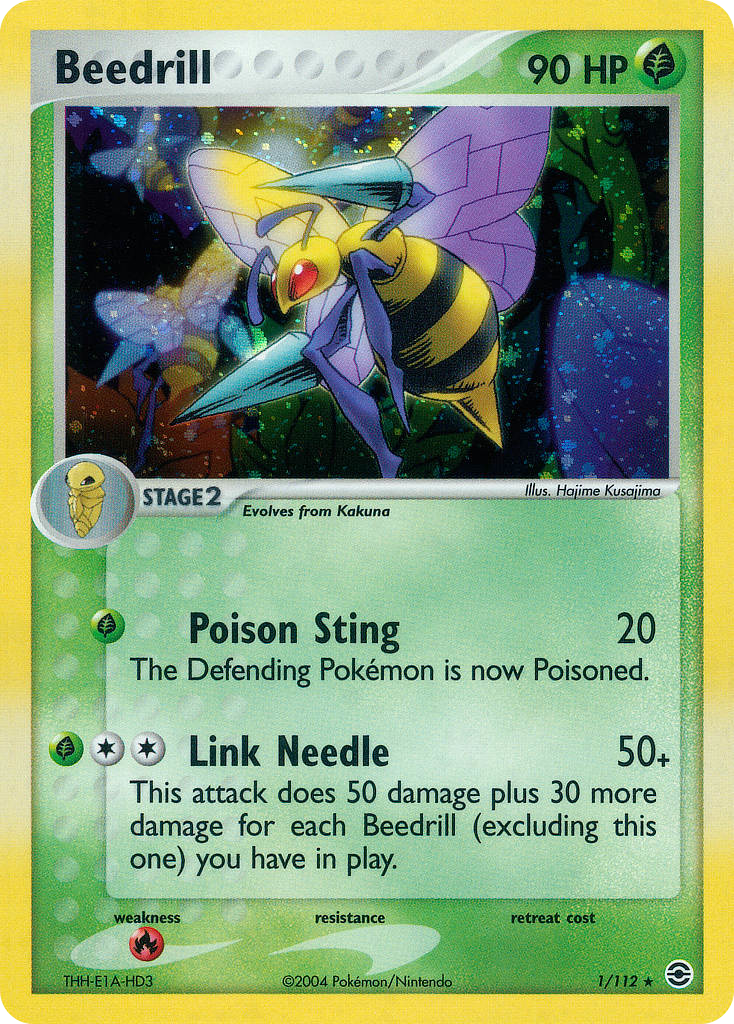 Beedrill
90 HP
Illus. Hajime Kusajima
STAGE2
Evolves from Kakuna
Poison Sting 20
The Defending Pokémon is now Poisoned.
Link Needle 50+
This attack does 50 damage plus 30 more
damage for each Beedrill (excluding this
one) you have in play.
weakness resistance retreat cost
THH-E1A-HD3 ©2004 Pokémon/Nintendo 1/112 ★